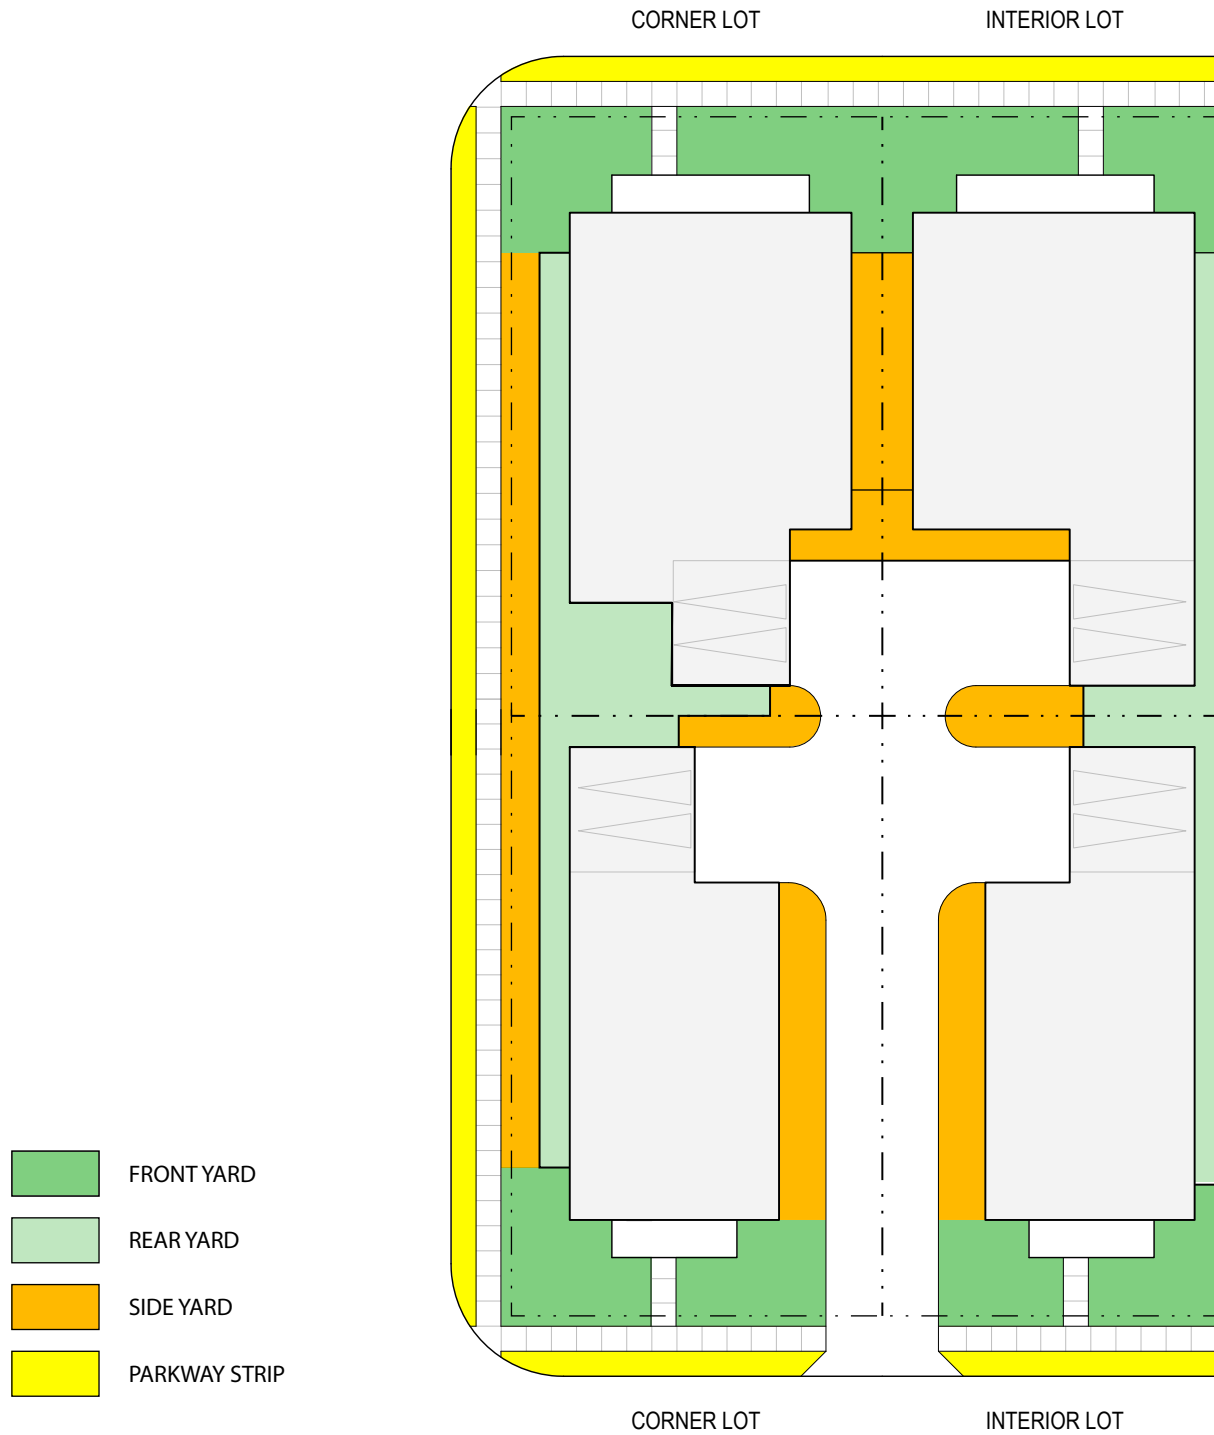 CORNER LOT
INTERIOR LOT
FRONT YARD
REAR YARD
SIDE YARD
PARKWAY STRIP
CORNER LOT
INTERIOR LOT